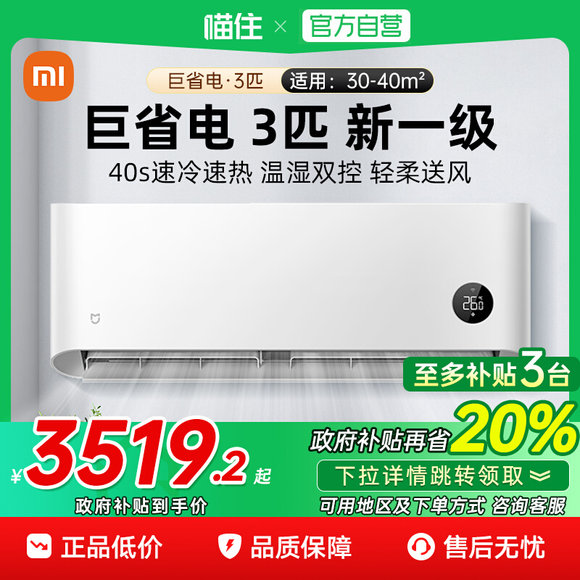 喵住 × 官方自营
巨省电·3匹 适用：30-40m²
巨省电 3匹 新一级
40s速冷速热 温湿双控 轻柔送风
26℃
至多补贴3台
¥3519.2起
政府补贴到手价
政府补贴再省20%
下拉详情跳转领取
可用地区及下单方式 咨询客服
正品低价
品质保障
售后无忧